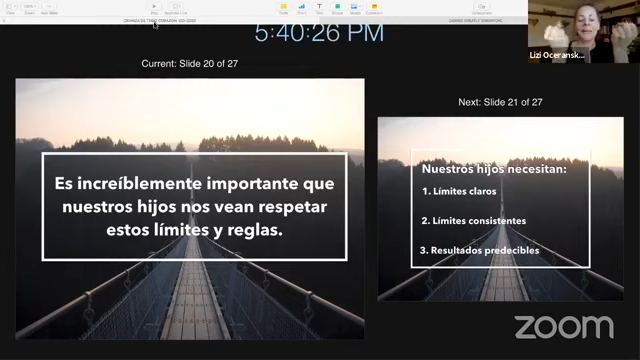 5:40:26 PM
Current: Slide 20 of 27
Es increíblemente importante que
nuestros hijos nos vean respetar
estos límites y reglas.
Next: Slide 21 of 27
Nuestros hijos necesitan:
1. Límites claros
2. Límites consistentes
3. Resultados predecibles
Lizi Oceransk...
zoom